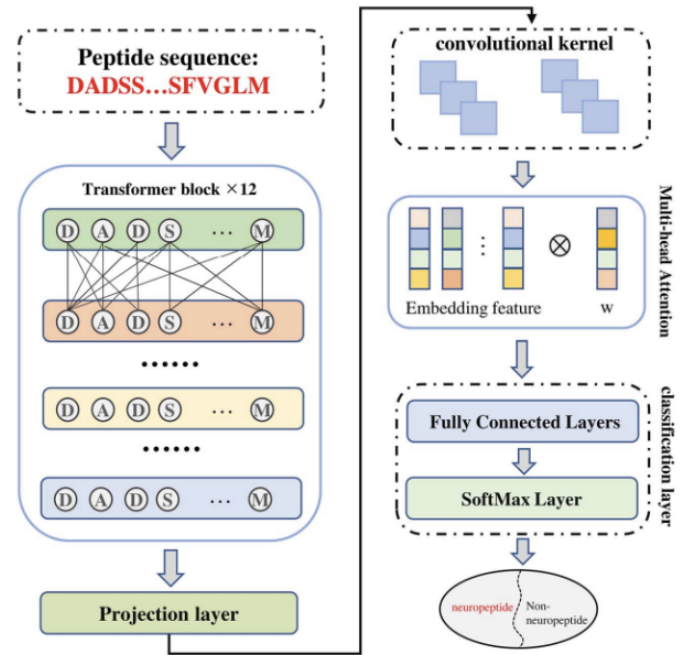 Peptide sequence:
DADSS...SFVGLM
Transformer block ×12
D A D S ... M
D A D S ... M
......
D A D S ... M
......
D A D S ... M
Projection layer
convolutional kernel
Embedding feature
w
Multi-head Attention
Fully Connected Layers
SoftMax Layer
classification layer
neuropeptide
Non-
neuropeptide